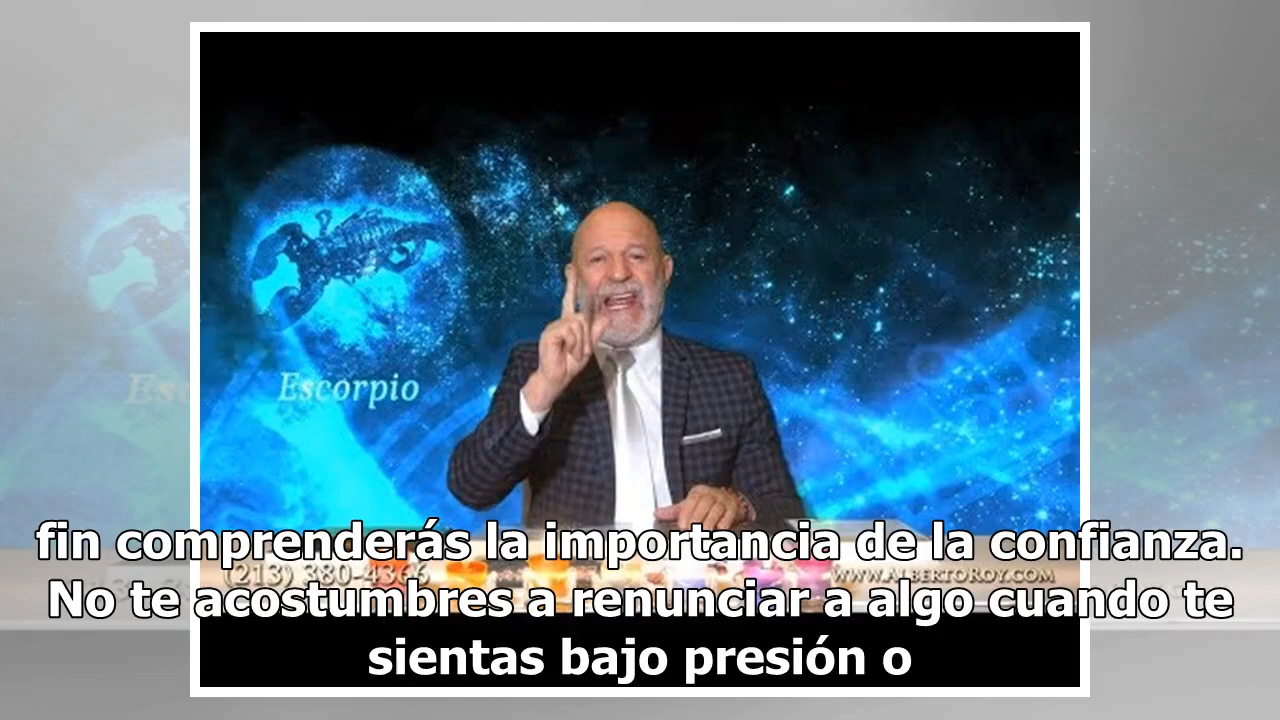 Escorpio
Esc
fin comprenderás la importancia de la confianza.
(213) 380-4366
www.AlbertoRoy.com
No te acostumbres a renunciar a algo cuando te
sientas bajo presión o